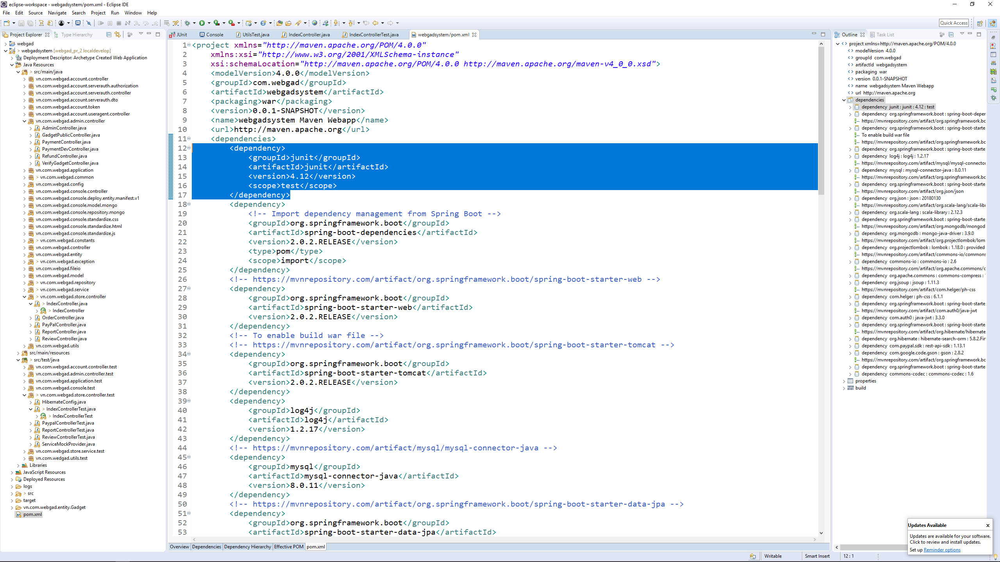 eclipse-workspace - webgadsystem/pom.xml - Eclipse IDE
File Edit Source Navigate Search Project Run Window Help
Quick Access
Project Explorer Type Hierarchy
webgad
> webgadsystem [webgad_pr_2 localdevelop]
Deployment Descriptor: Archetype Created Web Application
Java Resources
> src/main/java
vn.com.webgad.account.controller
vn.com.webgad.account.serverauth.authorization
vn.com.webgad.account.serverauth.controller
vn.com.webgad.account.serverauth.dto
vn.com.webgad.account.token
vn.com.webgad.account.useragent.controller
vn.com.webgad.admin.controller
AdminController.java
GadgetPublicController.java
PaymentController.java
PaymentDevController.java
RefundController.java
VerifyGadgetController.java
vn.com.webgad.application
> vn.com.webgad.common
vn.com.webgad.config
vn.com.webgad.console.controller
vn.com.webgad.console.deploy.entity.manifest.v1
vn.com.webgad.console.model.mongo
vn.com.webgad.console.repository.mongo
vn.com.webgad.console.standardize.css
vn.com.webgad.console.standardize.html
vn.com.webgad.console.standardize.js
> vn.com.webgad.constants
vn.com.webgad.controller
vn.com.webgad.entity
> vn.com.webgad.exception
vn.com.webgad.fileio
vn.com.webgad.model
> vn.com.webgad.repository
> vn.com.webgad.service
> vn.com.webgad.store.controller
> IndexController.java
> IndexController
OrderController.java
PayPalController.java
ReportController.java
ReviewController.java
vn.com.webgad.utils
src/main/resources
> src/test/java
vn.com.webgad.account.controller.test
vn.com.webgad.admin.controller.test
vn.com.webgad.application.test
vn.com.webgad.console.test
> vn.com.webgad.store.controller.test
HibernateConfig.java
> IndexControllerTest.java
> IndexControllerTest
PaypalControllerTest.java
ReportControllerTest.java
ReviewControllerTest.java
ServiceMockProvider.java
vn.com.webgad.store.service.test
vn.com.wedgad.utils.test
Libraries
JavaScript Resources
Deployed Resources
logs
> src
target
vn.com.webgad.entity.Gadget
pom.xml
JUnit Console UtilsTest.java IndexController.java IndexControllerTest.java webgadsystem/pom.xml
1 <project xmlns="http://maven.apache.org/POM/4.0.0"
2 xmlns:xsi="http://www.w3.org/2001/XMLSchema-instance"
3 xsi:schemaLocation="http://maven.apache.org/POM/4.0.0 http://maven.apache.org/maven-v4_0_0.xsd">
4 <modelVersion>4.0.0</modelVersion>
5 <groupId>com.webgad</groupId>
6 <artifactId>webgadsystem</artifactId>
7 <packaging>war</packaging>
8 <version>0.0.1-SNAPSHOT</version>
9 <name>webgadsystem Maven Webapp</name>
10 <url>http://maven.apache.org</url>
11 <dependencies>
12 <dependency>
13 <groupId>junit</groupId>
14 <artifactId>junit</artifactId>
15 <version>4.12</version>
16 <scope>test</scope>
17 </dependency>
18 <dependency>
19 <!-- Import dependency management from Spring Boot -->
20 <groupId>org.springframework.boot</groupId>
21 <artifactId>spring-boot-dependencies</artifactId>
22 <version>2.0.2.RELEASE</version>
23 <type>pom</type>
24 <scope>import</scope>
25 </dependency>
26 <!-- https://mvnrepository.com/artifact/org.springframework.boot/spring-boot-starter-web -->
27 <dependency>
28 <groupId>org.springframework.boot</groupId>
29 <artifactId>spring-boot-starter-web</artifactId>
30 <version>2.0.2.RELEASE</version>
31 </dependency>
32 <!-- To enable build war file -->
33 <!-- https://mvnrepository.com/artifact/org.springframework.boot/spring-boot-starter-tomcat -->
34 <dependency>
35 <groupId>org.springframework.boot</groupId>
36 <artifactId>spring-boot-starter-tomcat</artifactId>
37 <version>2.0.2.RELEASE</version>
38 </dependency>
39 <dependency>
40 <groupId>log4j</groupId>
41 <artifactId>log4j</artifactId>
42 <version>1.2.17</version>
43 </dependency>
44 <!-- https://mvnrepository.com/artifact/mysql/mysql-connector-java -->
45 <dependency>
46 <groupId>mysql</groupId>
47 <artifactId>mysql-connector-java</artifactId>
48 <version>8.0.11</version>
49 </dependency>
50 <!-- https://mvnrepository.com/artifact/org.springframework.boot/spring-boot-starter-data-jpa -->
51 <dependency>
52 <groupId>org.springframework.boot</groupId>
53 <artifactId>spring-boot-starter-data-jpa</artifactId>
Overview Dependencies Dependency Hierarchy Effective POM pom.xml
Outline Task List
project xmlns=http://maven.apache.org/POM/4.0.0
modelVersion 4.0.0
groupId com.webgad
artifactId webgadsystem
packaging war
version 0.0.1-SNAPSHOT
name webgadsystem Maven Webapp
url http://maven.apache.org
dependencies
dependency junit : junit : 4.12 : test
dependency org.springframework.boot : spring-boot-deper
https://mvnrepository.com/artifact/org.springframework.bo
dependency org.springframework.boot : spring-boot-starte
To enable build war file
https://mvnrepository.com/artifact/org.springframework.bo
dependency org.springframework.boot : spring-boot-starte
dependency log4j : log4j : 1.2.17
https://mvnrepository.com/artifact/mysql/mysql-connector
dependency mysql : mysql-connector-java : 8.0.11
https://mvnrepository.com/artifact/org.springframework.bo
dependency org.springframework.boot : spring-boot-starte
https://mvnrepository.com/artifact/org.json/json
dependency org.json : json : 20180130
https://mvnrepository.com/artifact/org.scala-lang/scala-libr
dependency org.scala-lang : scala-library : 2.12.3
dependency org.springframework.boot : spring-boot-starte
https://mvnrepository.com/artifact/org.mongodb/mongod
dependency org.mongodb : mongo-java-driver : 3.9.0
https://mvnrepository.com/artifact/org.projectlombok/lom
dependency org.projectlombok : lombok : 1.18.0 : provided
https://mvnrepository.com/artifact/commons-io/commons
dependency commons-io : commons-io : 2.6
https://mvnrepository.com/artifact/org.apache.commons/c
dependency org.apache.commons : commons-compress :
dependency org.jsoup : jsoup : 1.11.3
https://mvnrepository.com/artifact/com.helger/ph-css
dependency com.helger : ph-css : 6.1.1
dependency org.springframework.boot : spring-boot-starte
https://mvnrepository.com/artifact/com.auth0/java-jwt
dependency com.auth0 : java-jwt : 3.3.0
dependency org.springframework.boot : spring-boot-starte
https://mvnrepository.com/artifact/org.hibernate/hibernate
dependency org.hibernate : hibernate-search-orm : 5.8.2.Fin
dependency com.paypal.sdk : rest-api-sdk : 1.13.1
dependency com.google.code.gson : gson : 2.8.2
https://mvnrepository.com/artifact/org.springframework.bo
dependency org.springframework.boot : spring-boot-starte
dependency commons-codec : commons-codec : 1.6
properties
build
Updates Available
Updates are available for your software.
Click to review and install updates.
Set up Reminder options
Writable Smart Insert 12 : 1